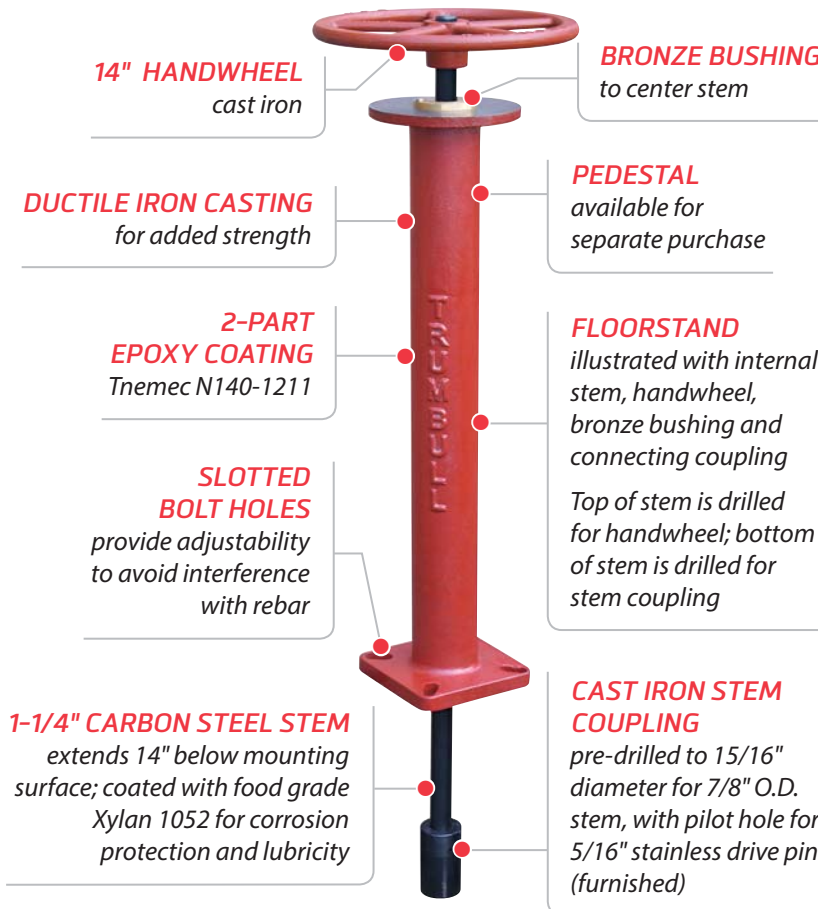 14" HANDWHEEL
cast iron
BRONZE BUSHING
to center stem
DUCTILE IRON CASTING
for added strength
PEDESTAL
available for
separate purchase
2-PART
EPOXY COATING
Tnemec N140-1211
FLOORSTAND
illustrated with internal
stem, handwheel,
bronze bushing and
connecting coupling
Top of stem is drilled
for handwheel; bottom
of stem is drilled for
stem coupling
TRUMBULL
SLOTTED
BOLT HOLES
provide adjustability
to avoid interference
with rebar
1-1/4" CARBON STEEL STEM
extends 14" below mounting
surface; coated with food grade
Xylan 1052 for corrosion
protection and lubricity
CAST IRON STEM
COUPLING
pre-drilled to 15/16"
diameter for 7/8" O.D.
stem, with pilot hole for
5/16" stainless drive pin
(furnished)